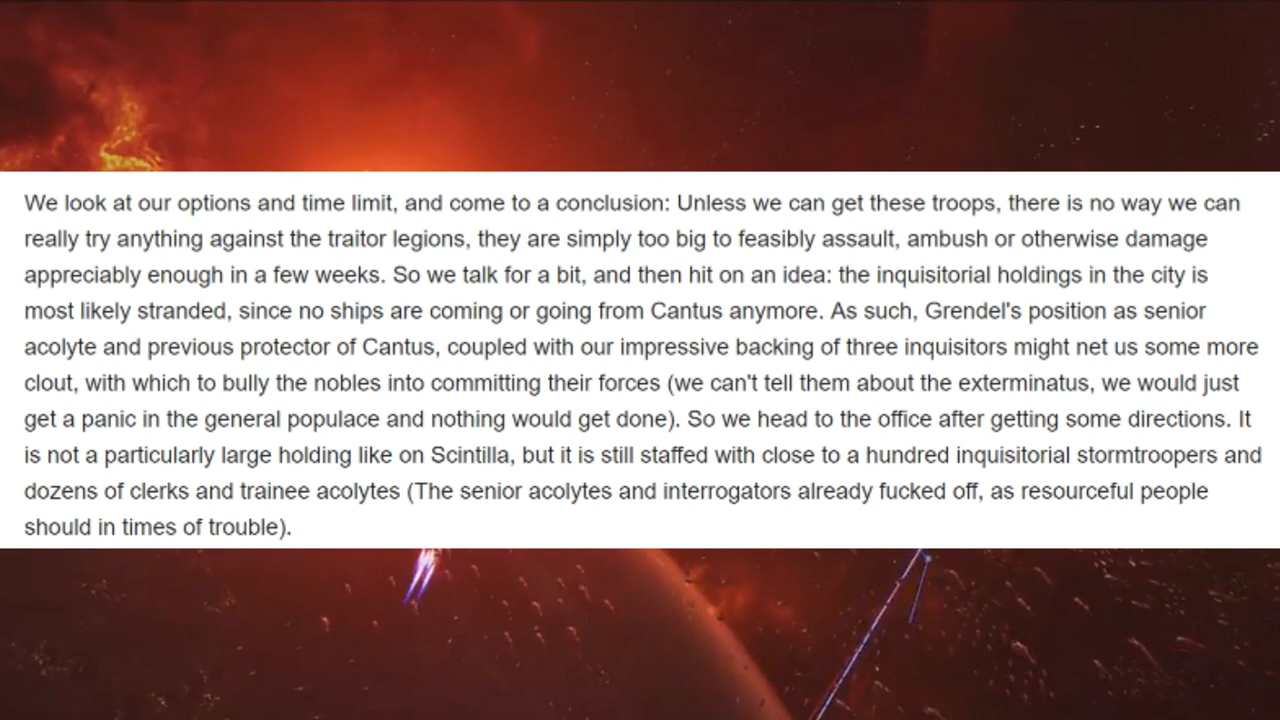 We look at our options and time limit, and come to a conclusion: Unless we can get these troops, there is no way we can
really try anything against the traitor legions, they are simply too big to feasibly assault, ambush or otherwise damage
appreciably enough in a few weeks. So we talk for a bit, and then hit on an idea: the inquisitorial holdings in the city is
most likely stranded, since no ships are coming or going from Cantus anymore. As such, Grendel's position as senior
acolyte and previous protector of Cantus, coupled with our impressive backing of three inquisitors might net us some more
clout, with which to bully the nobles into committing their forces (we can't tell them about the exterminatus, we would just
get a panic in the general populace and nothing would get done). So we head to the office after getting some directions. It
is not a particularly large holding like on Scintilla, but it is still staffed with close to a hundred inquisitorial stormtroopers and
dozens of clerks and trainee acolytes (The senior acolytes and interrogators already fucked off, as resourceful people
should in times of trouble).